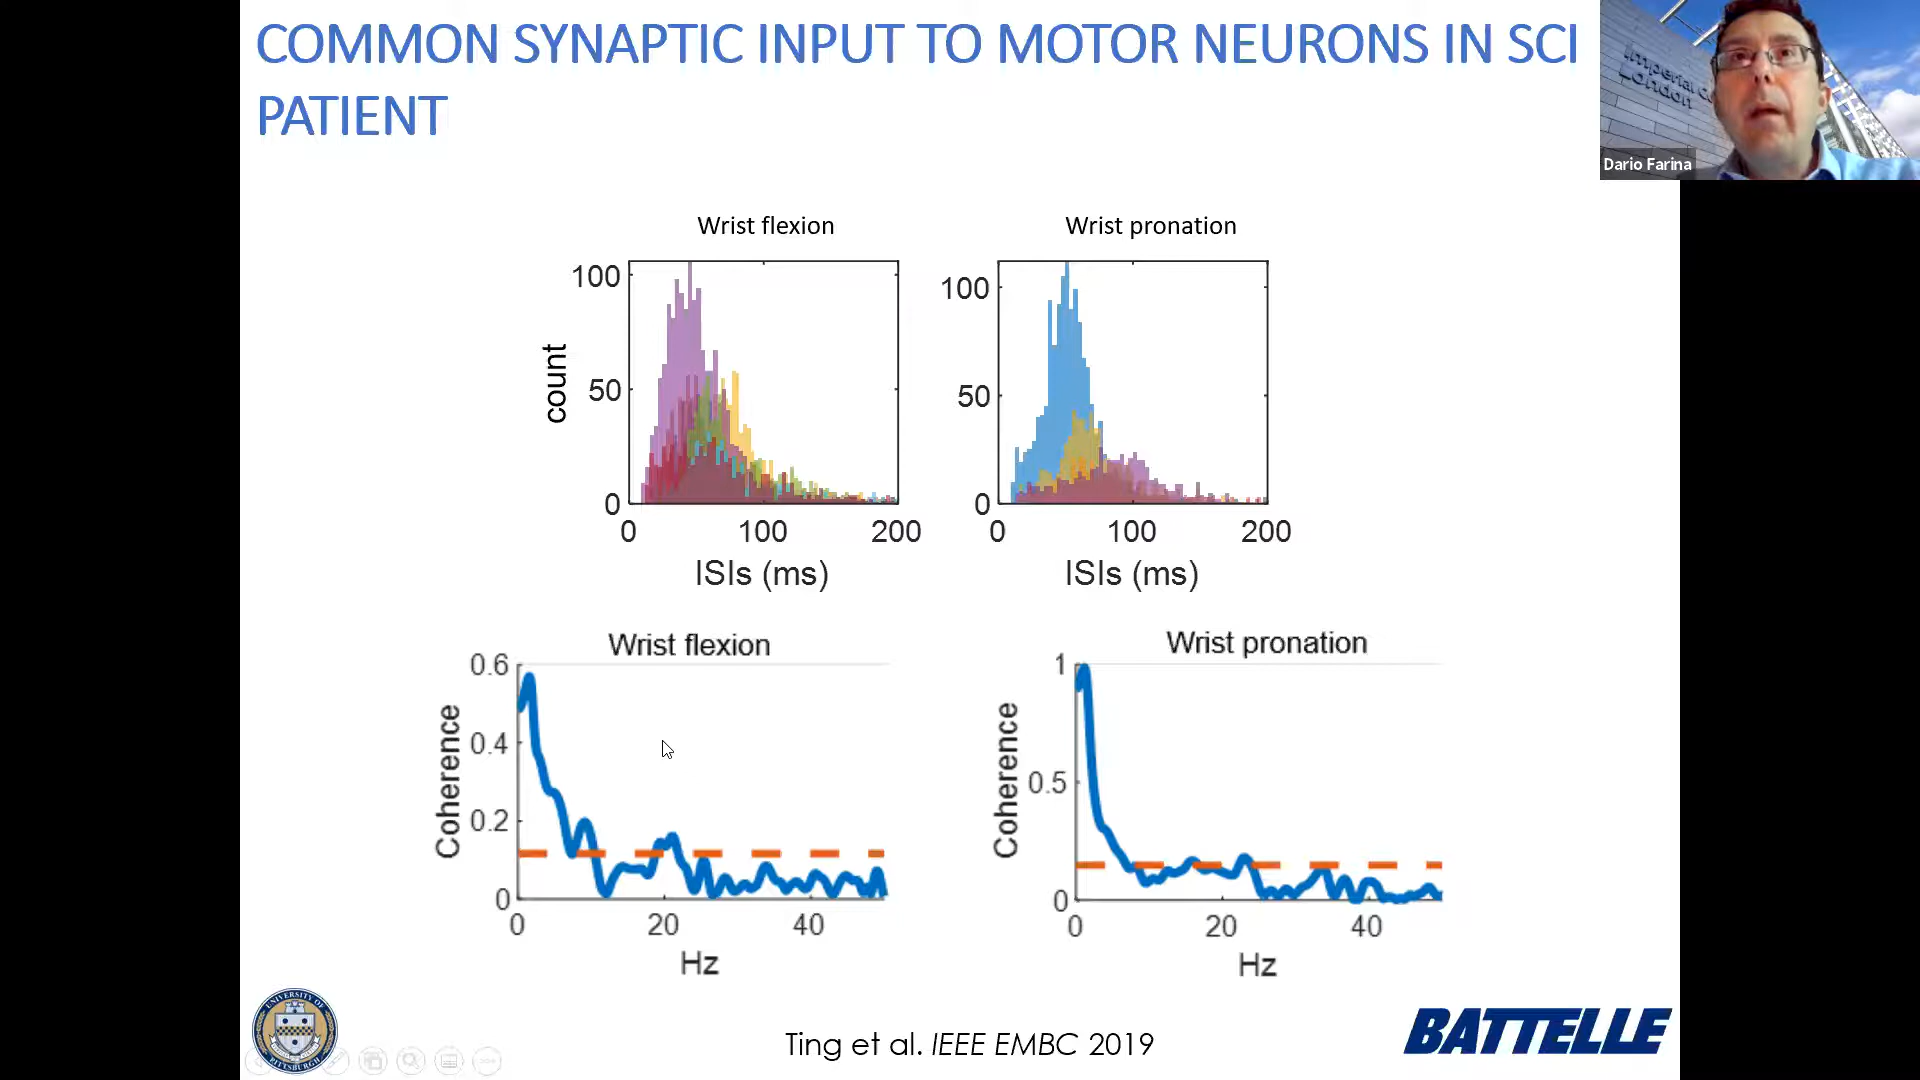 COMMON SYNAPTIC INPUT TO MOTOR NEURONS IN SCI
PATIENT
Dario Farina
Wrist flexion
Wrist pronation
count
100
50
0
0 100 200
ISIs (ms)
100
50
0
0 100 200
ISIs (ms)
Wrist flexion
Coherence
0.6
0.4
0.2
0
0 20 40
Hz
Wrist pronation
Coherence
1
0.5
0
0 20 40
Hz
UNIVERSITY OF
PITTSBURGH
Ting et al. IEEE EMBC 2019
BATTELLE